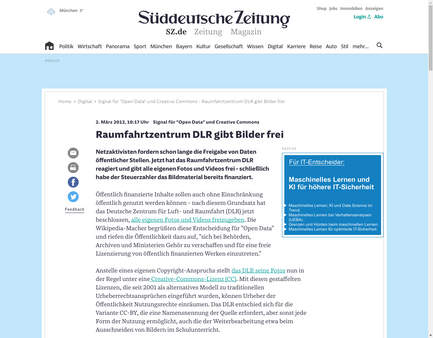 München
Shop Jobs Immobilien Anzeigen
Login Abo
Süddeutsche Zeitung
SZ.de Zeitung Magazin
Politik Wirtschaft Panorama Sport München Bayern Kultur Gesellschaft Wissen Digital Karriere Reise Auto Stil mehr...
ANZEIGE
Home > Digital > Signal für "Open Data" und Creative Commons - Raumfahrtzentrum DLR gibt Bilder frei
2. März 2012, 10:17 Uhr Signal für "Open Data" und Creative Commons
Raumfahrtzentrum DLR gibt Bilder frei
Netzaktivisten fordern schon lange die Freigabe von Daten
öffentlicher Stellen. Jetzt hat das Raumfahrtzentrum DLR
reagiert und gibt alle eigenen Fotos und Videos frei - schließlich
habe der Steuerzahler das Bildmaterial bereits finanziert.
Feedback
ANZEIGE
Für IT-Entscheider:
Maschinelles Lernen und
KI für höhere IT-Sicherheit
Maschinelles Lernen, KI und Data Science im
Trend
Maschinelles Lernen bei Verhaltensanalysen
(UEBA)
Grenzen und Hürden beim maschinellen Lernen
Maschinelles Lernen für optimierte IT-Sicherheit
Öffentlich finanzierte Inhalte sollen auch ohne Einschränkung
öffentlich genutzt werden können - nach diesem Grundsatz hat
das Deutsche Zentrum für Luft- und Raumfahrt (DLR) jetzt
beschlossen, alle eigenen Fotos und Videos freizugeben. Die
Wikipedia-Macher begrüßen diese Entscheidung für "Open Data"
und riefen die Öffentlichkeit dazu auf, "sich bei Behörden,
Archiven und Ministerien Gehör zu verschaffen und für eine freie
Lizenzierung von öffentlich finanzierten Werken einzutreten."
Anstelle eines eigenen Copyright-Anspruchs stellt das DLR seine Fotos nun in
der Regel unter eine Creative-Commons-Lizenz (CC). Mit diesen gestaffelten
Lizenzen, die seit 2001 als alternatives Modell zu traditionellen
Urheberrechtsansprüchen eingeführt wurden, können Urheber der
Öffentlichkeit Nutzungsrechte einräumen. Das DLR entschied sich für die
Variante CC-BY, die eine Namensnennung der Quelle erfordert, aber sonst jede
Form der Nutzung ermöglicht, auch die der Weiterbearbeitung etwa beim
Ausschneiden von Bildern im Schulunterricht.